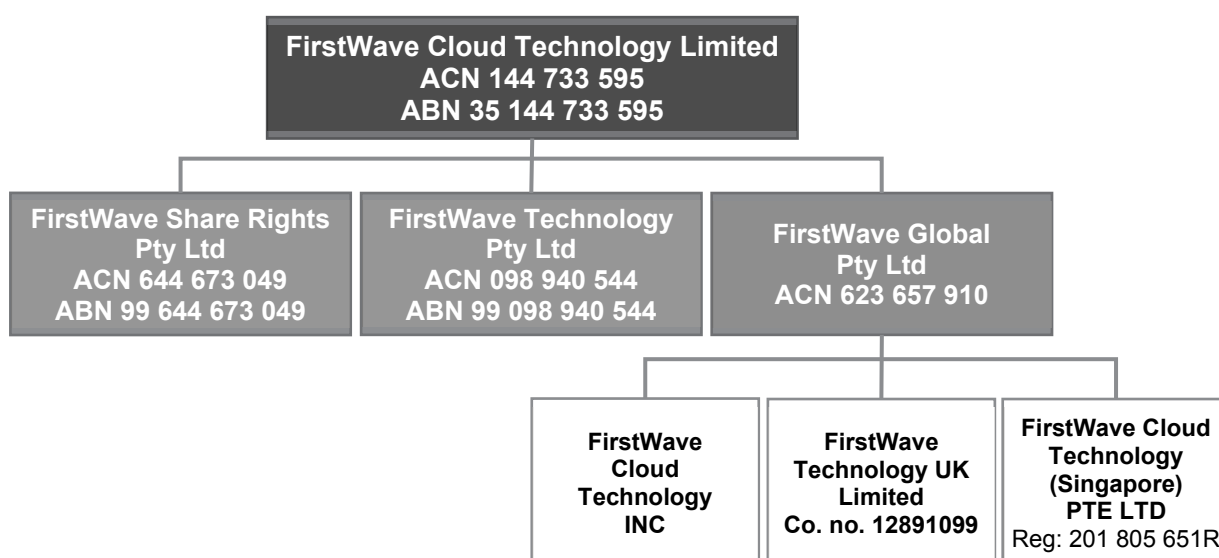 FirstWave Cloud Technology Limited
ACN 144 733 595
ABN 35 144 733 595
FirstWave Share Rights
Pty Ltd
ACN 644 673 049
ABN 99 644 673 049
FirstWave Technology
Pty Ltd
ACN 098 940 544
ABN 99 098 940 544
FirstWave Global
Pty Ltd
ACN 623 657 910
FirstWave
Cloud
Technology
INC
FirstWave
Technology UK
Limited
Co. no. 12891099
FirstWave Cloud
Technology
(Singapore)
PTE LTD
Reg: 201 805 651R